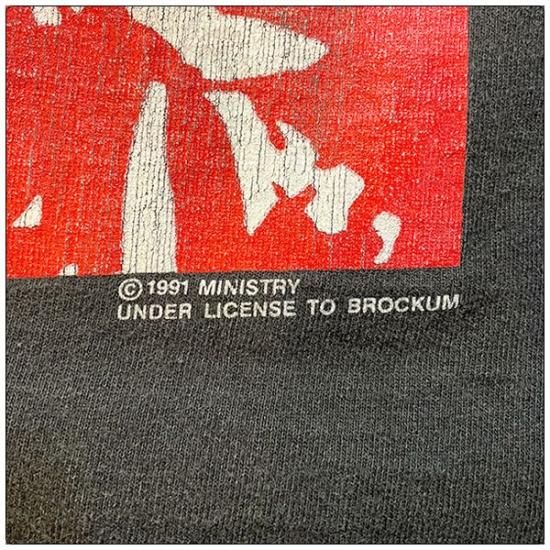 © 1991 MINISTRY
UNDER LICENSE TO BROCKUM